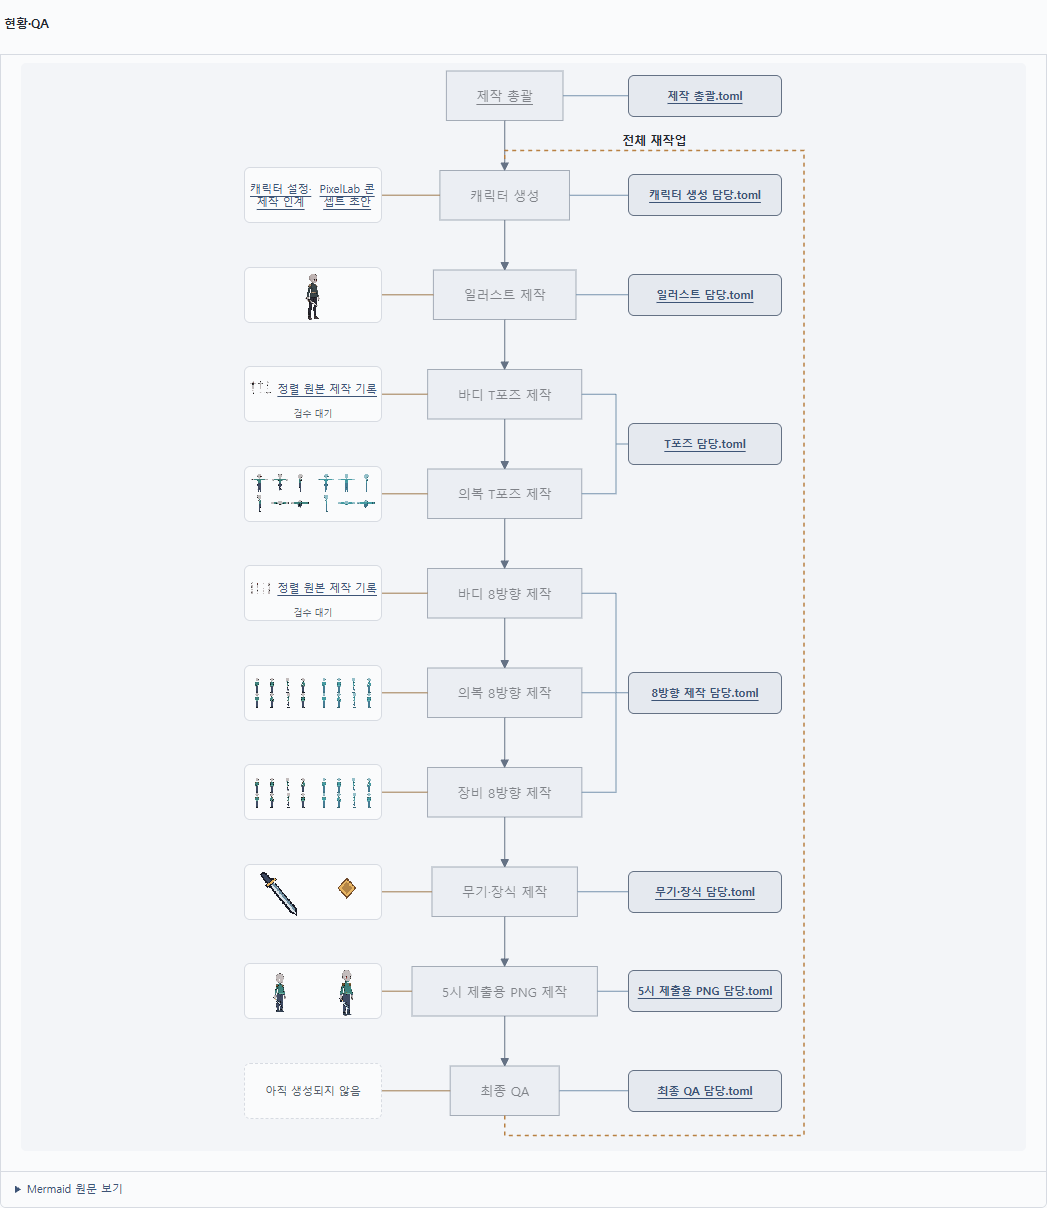 현황·QA
제작 총괄
제작 총괄.toml
전체 재작업
캐릭터 설정·
제작 인계
PixelLab 콘
셉트 초안
캐릭터 생성
캐릭터 생성 담당.toml
일러스트 제작
일러스트 담당.toml
정렬 원본 제작 기록
검수 대기
바디 T포즈 제작
T포즈 담당.toml
의복 T포즈 제작
정렬 원본 제작 기록
검수 대기
바디 8방향 제작
의복 8방향 제작
8방향 제작 담당.toml
장비 8방향 제작
무기·장식 제작
무기·장식 담당.toml
5시 제출용 PNG 제작
5시 제출용 PNG 담당.toml
아직 생성되지 않음
최종 QA
최종 QA 담당.toml
Mermaid 원문 보기